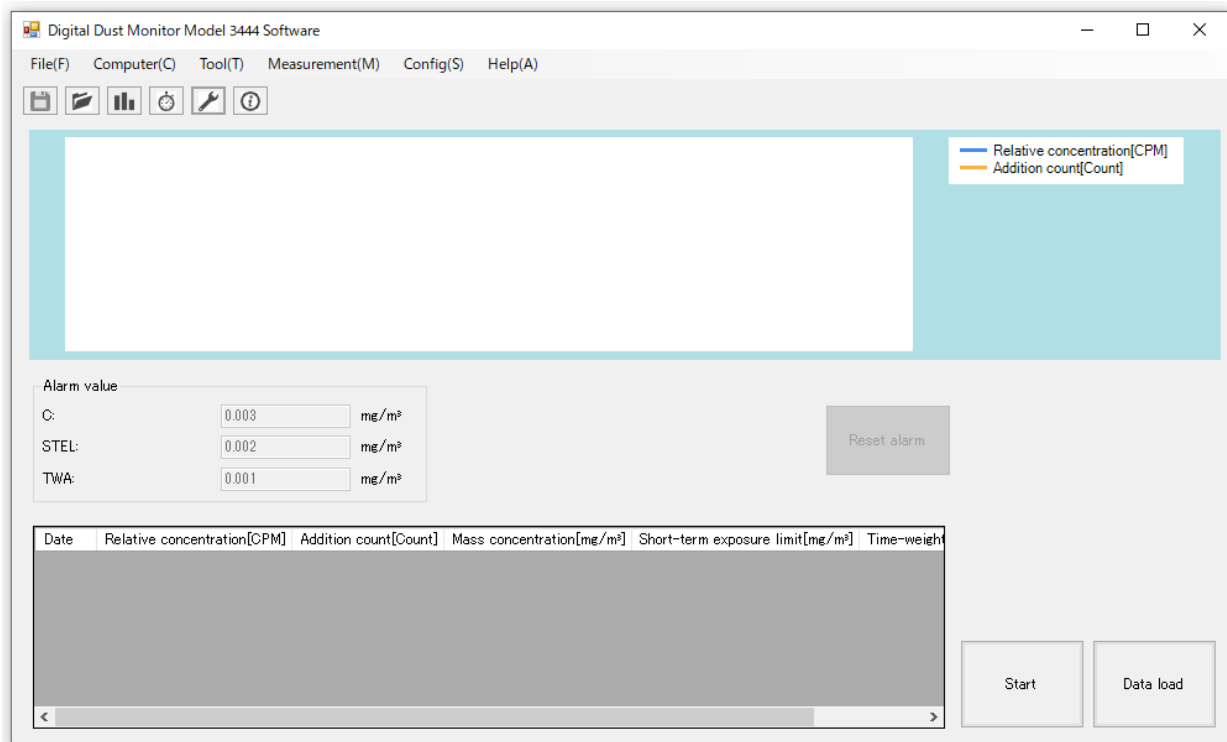 Digital Dust Monitor Model 3444 Software
File(F) Computer(C) Tool(T) Measurement(M) Config(S) Help(A)
Relative concentration[CPM]
Addition count[Count]
Alarm value
C: 0.003 mg/m³
STEL: 0.002 mg/m³
TWA: 0.001 mg/m³
Reset alarm
Date Relative concentration[CPM] Addition count[Count] Mass concentration[mg/m³] Short-term exposure limit[mg/m³] Time-weight
Start Data load